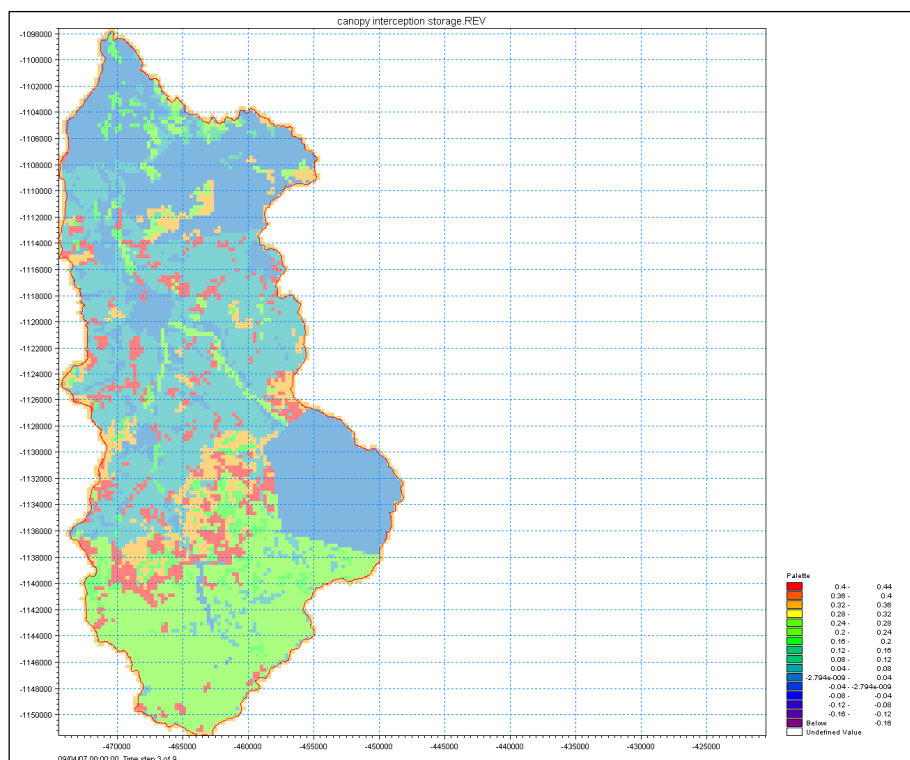 canopy interception storage.REV
-1098000
-1100000
-1102000
-1104000
-1106000
-1108000
-1110000
-1112000
-1114000
-1116000
-1118000
-1120000
-1122000
-1124000
-1126000
-1128000
-1130000
-1132000
-1134000
-1136000
-1138000
-1140000
-1142000
-1144000
-1146000
-1148000
-1150000
-470000 -465000 -460000 -455000 -450000 -445000 -440000 -435000 -430000 -425000
Palette
0.4 - 0.44
0.36 - 0.4
0.32 - 0.36
0.28 - 0.32
0.24 - 0.28
0.2 - 0.24
0.16 - 0.2
0.12 - 0.16
0.08 - 0.12
0.04 - 0.08
-2.794e-009 - 0.04
-0.04 - -2.794e-009
-0.08 - -0.04
-0.12 - -0.08
-0.16 - -0.12
Below -0.16
Undefined Value
09/04/07 00:00:00, Time step 3 of 9